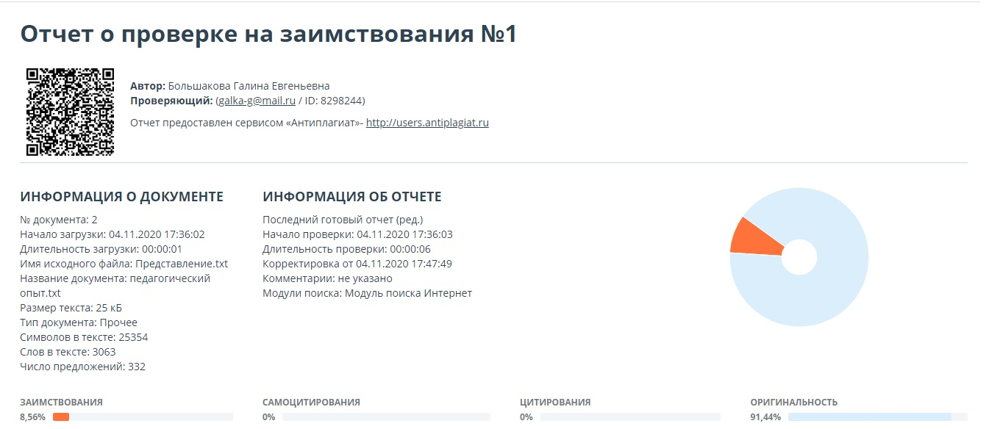 Отчет о проверке на заимствования №1
Автор: Большакова Галина Евгеньевна
Проверяющий: (galka-g@mail.ru / ID: 8298244)
Отчет предоставлен сервисом «Антиплагиат»- http://users.antiplagiat.ru
ИНФОРМАЦИЯ О ДОКУМЕНТЕ
№ документа: 2
Начало загрузки: 04.11.2020 17:36:02
Длительность загрузки: 00:00:01
Имя исходного файла: Представление.txt
Название документа: педагогический
опыт.txt
Размер текста: 25 кБ
Тип документа: Прочее
Символов в тексте: 25354
Слов в тексте: 3063
Число предложений: 332
ИНФОРМАЦИЯ ОБ ОТЧЕТЕ
Последний готовый отчет (ред.)
Начало проверки: 04.11.2020 17:36:03
Длительность проверки: 00:00:06
Корректировка от 04.11.2020 17:47:49
Комментарии: не указано
Модули поиска: Модуль поиска Интернет
ЗАИМСТВОВАНИЯ
8,56%
САМОЦИТИРОВАНИЯ
0%
ЦИТИРОВАНИЯ
0%
ОРИГИНАЛЬНОСТЬ
91,44%